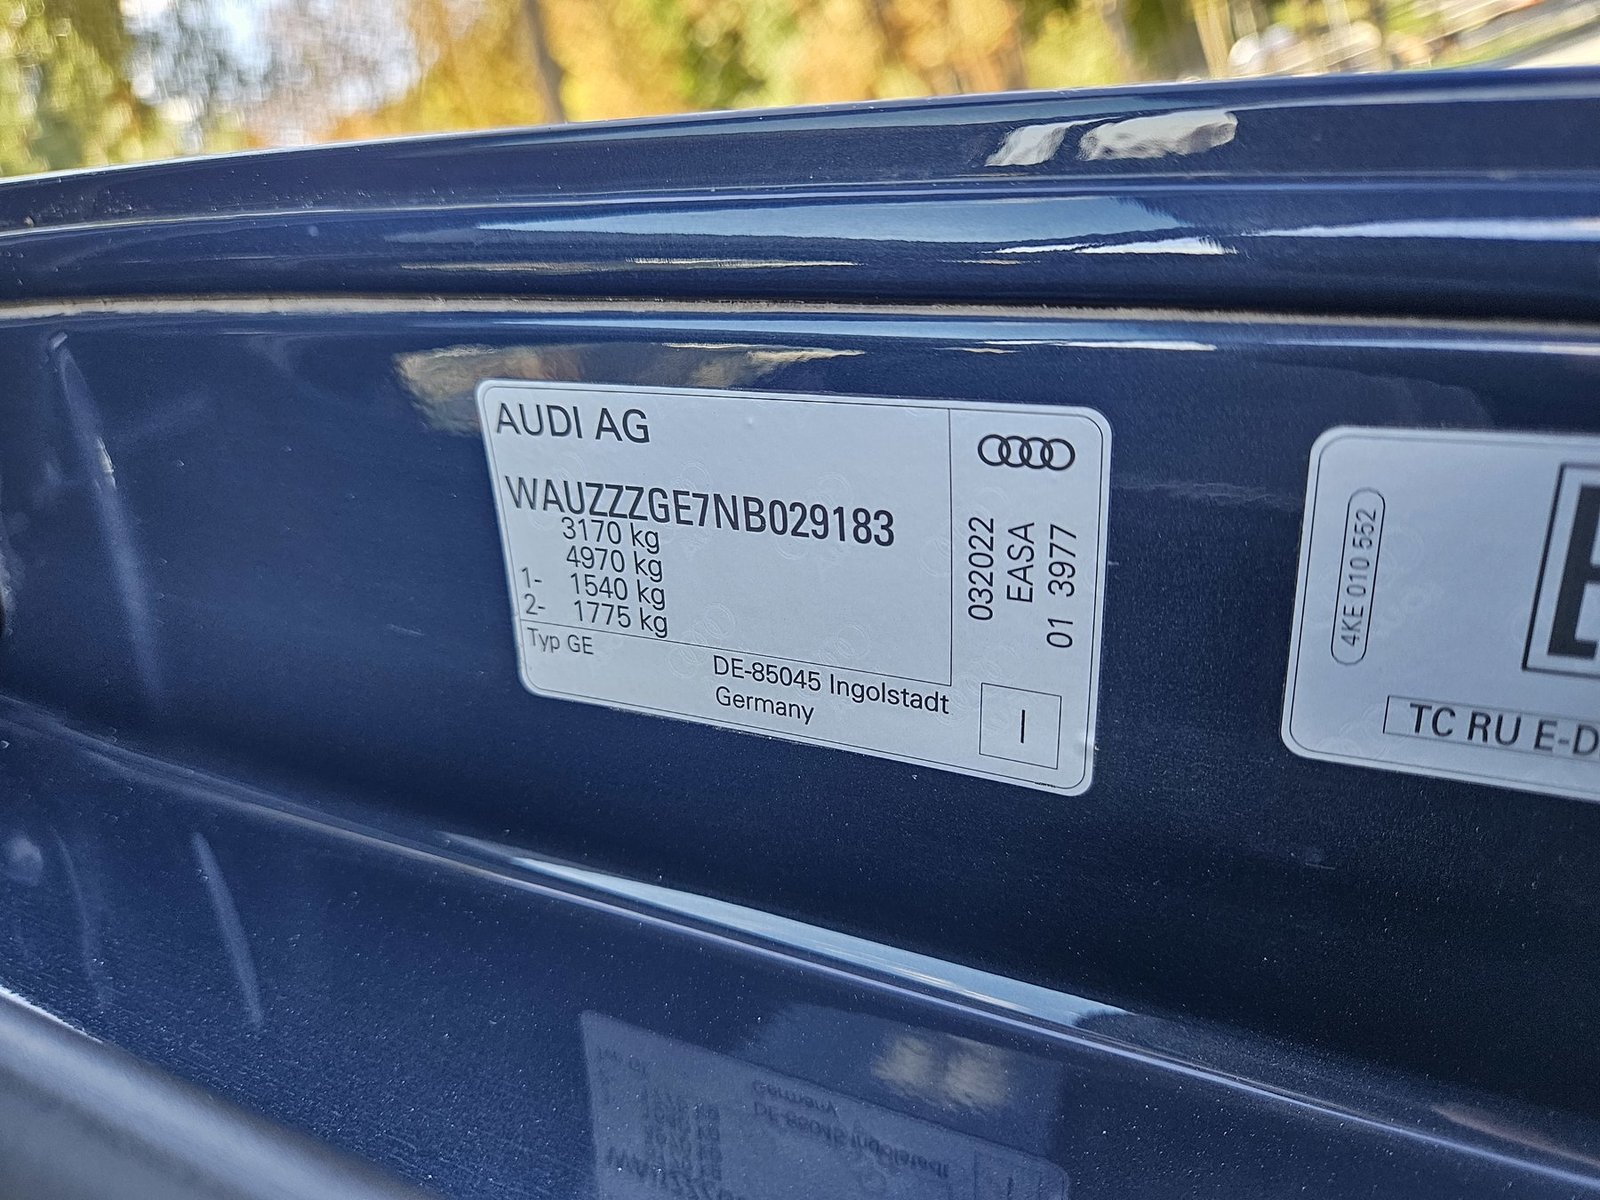 AUDI AG
WAUZZZGE7NB029183
3170 kg
4970 kg
1- 1540 kg
2- 1775 kg
Typ GE
DE-85045 Ingolstadt
Germany
032022
EASA
01 3977
I
4KE 010 552
TC RU E-D